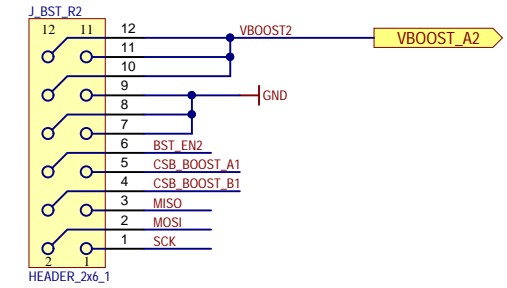 J_BST_R2
12 11 12 VBOOST2
VBOOST_A2
11
10
9
GND
8
7
6 BST_EN2
5 CSB_BOOST_A1
4 CSB_BOOST_B1
3 MISO
2 MOSI
1 SCK
2 1
HEADER_2x6_1